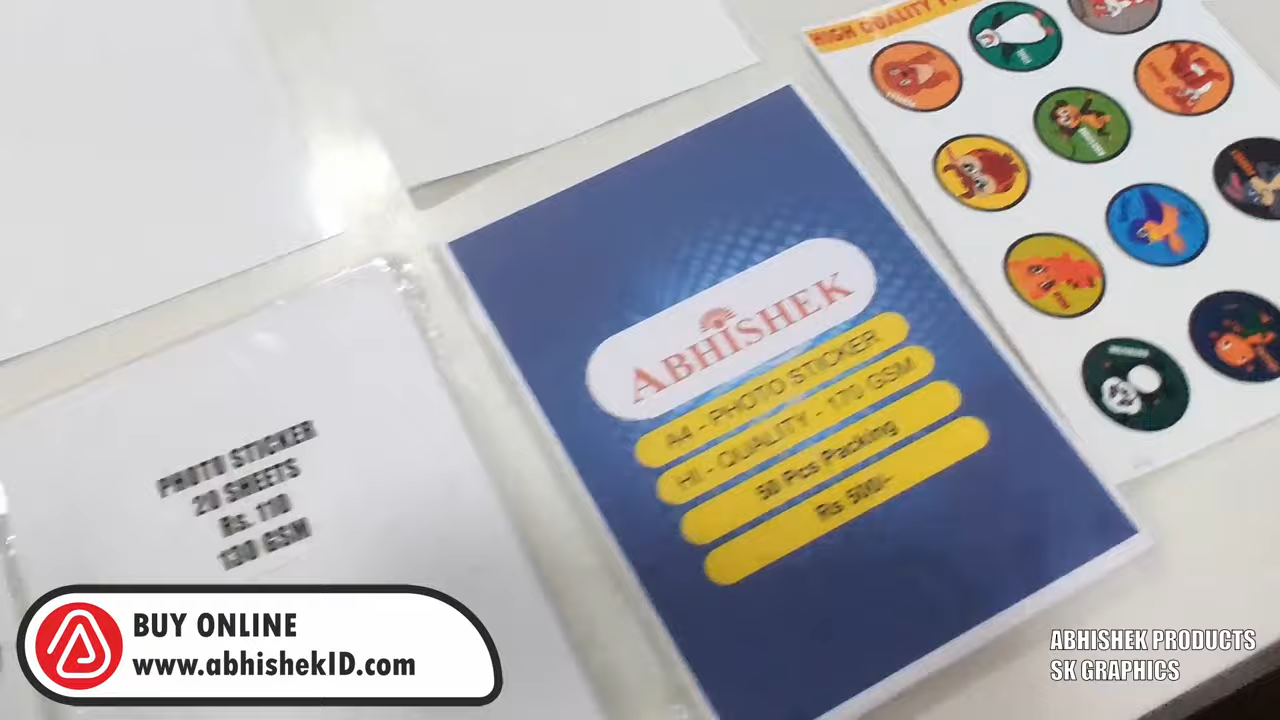 HIGH QUALITY
ABHISHEK
A4 - PHOTO STICKER
HI - QUALITY - 170 GSM
50 Pcs Packing
Rs 500/-
PHOTO STICKER
20 SHEETS
Rs. 110
130 GSM
BUY ONLINE
www.abhishekID.com
ABHISHEK PRODUCTS
SK GRAPHICS